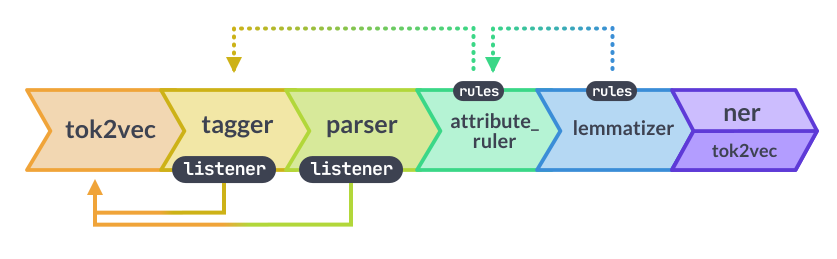 rules
rules
tok2vec
tagger
parser
attribute_
ruler
lemmatizer
ner
tok2vec
listener
listener